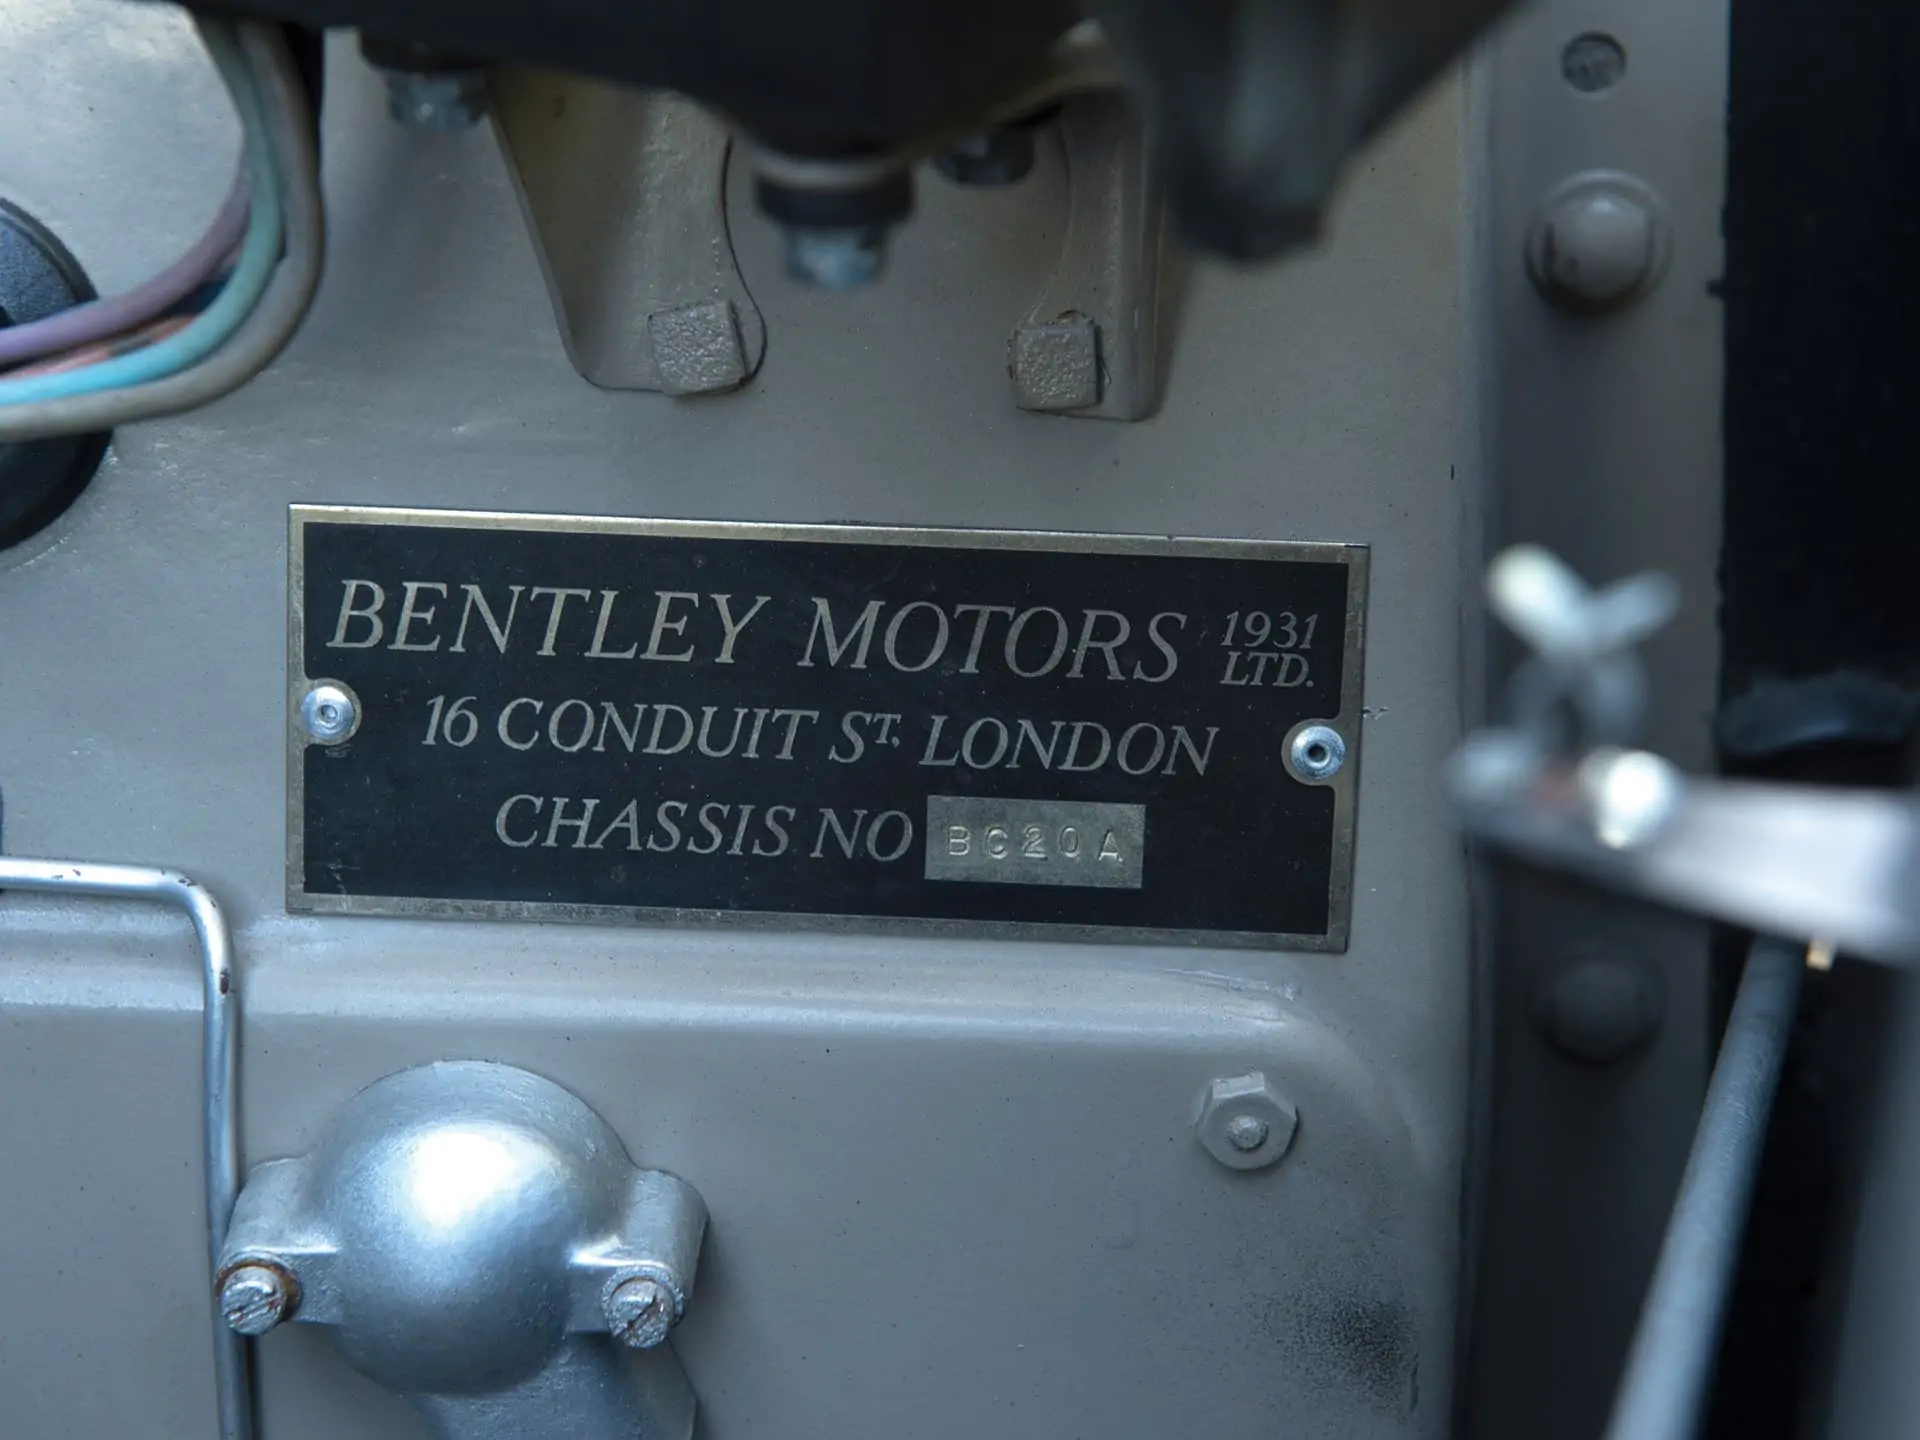 BENTLEY MOTORS 1931 LTD.
16 CONDUIT ST, LONDON
CHASSIS NO BC20A